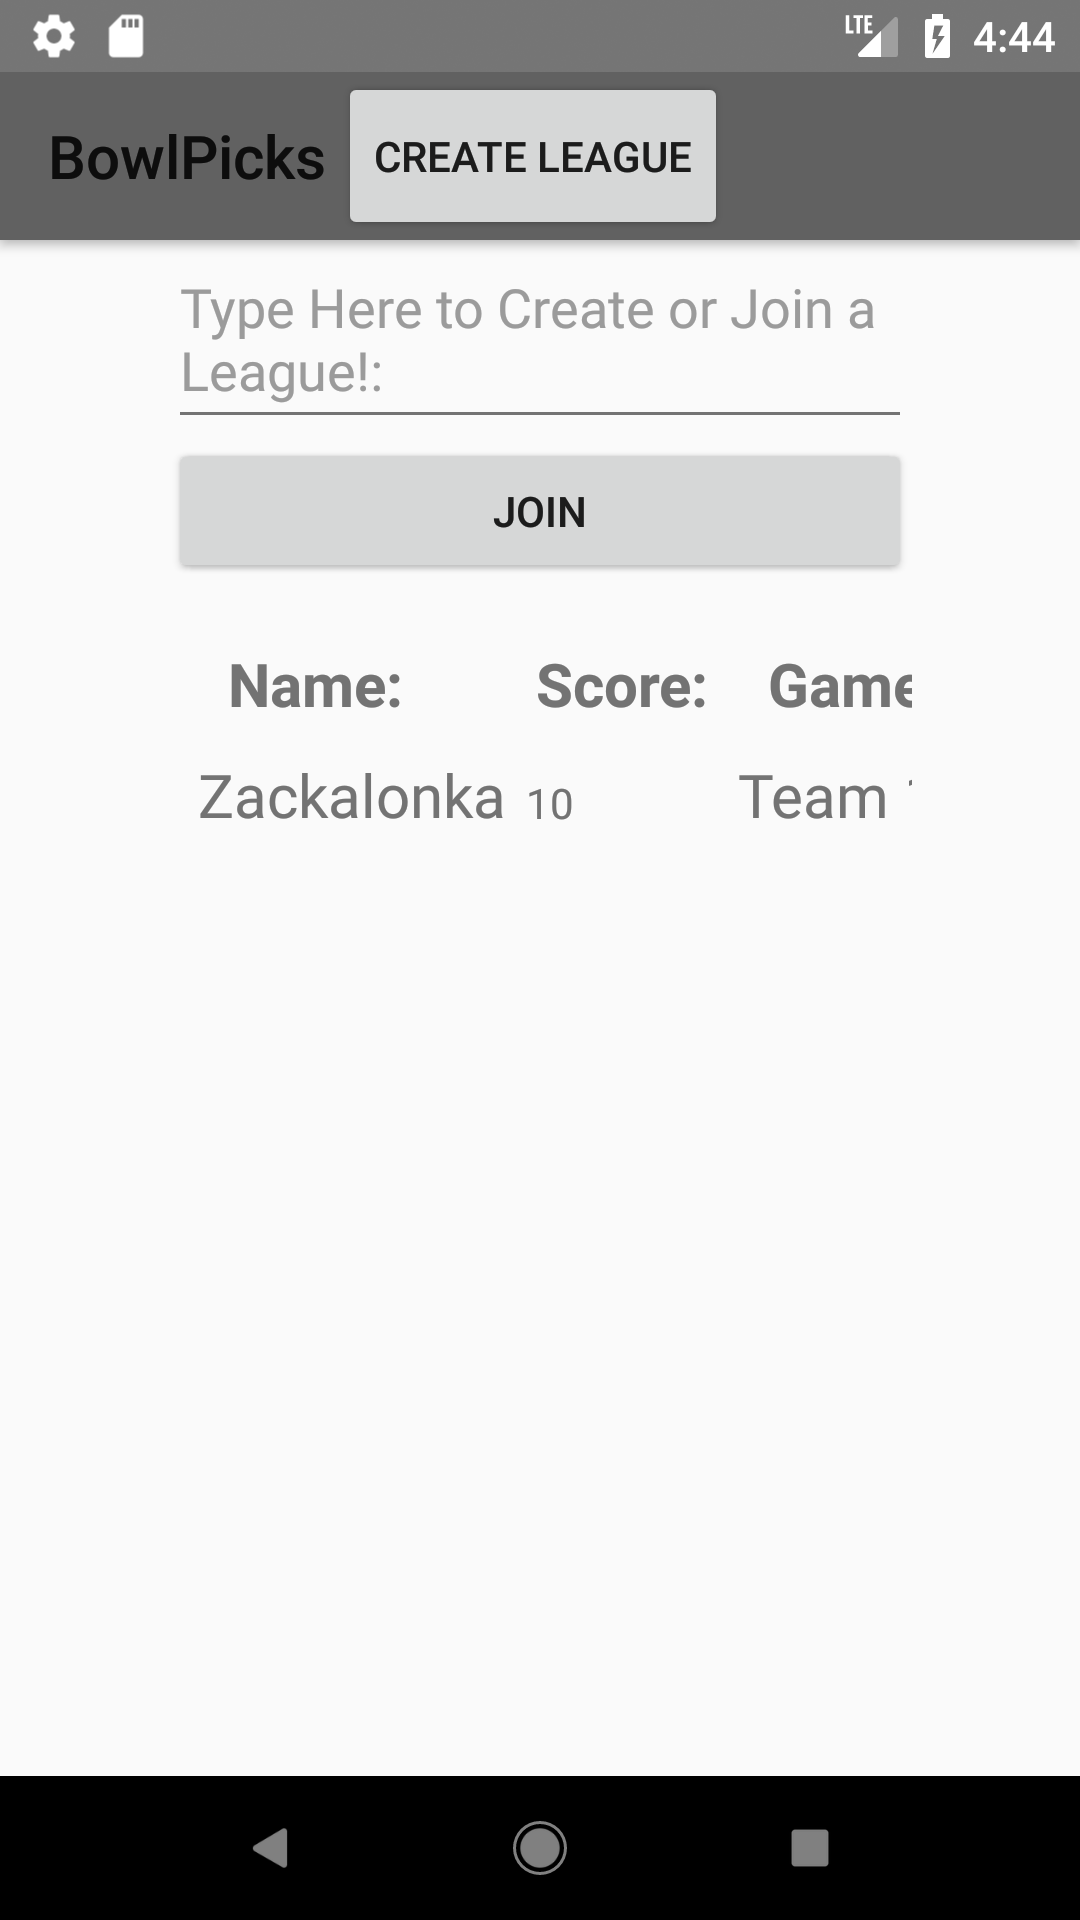 LTE 4:44
BowlPicks CREATE LEAGUE
Type Here to Create or Join a
League!:
JOIN
Name: Score: Game
Zackalonka 10 Team